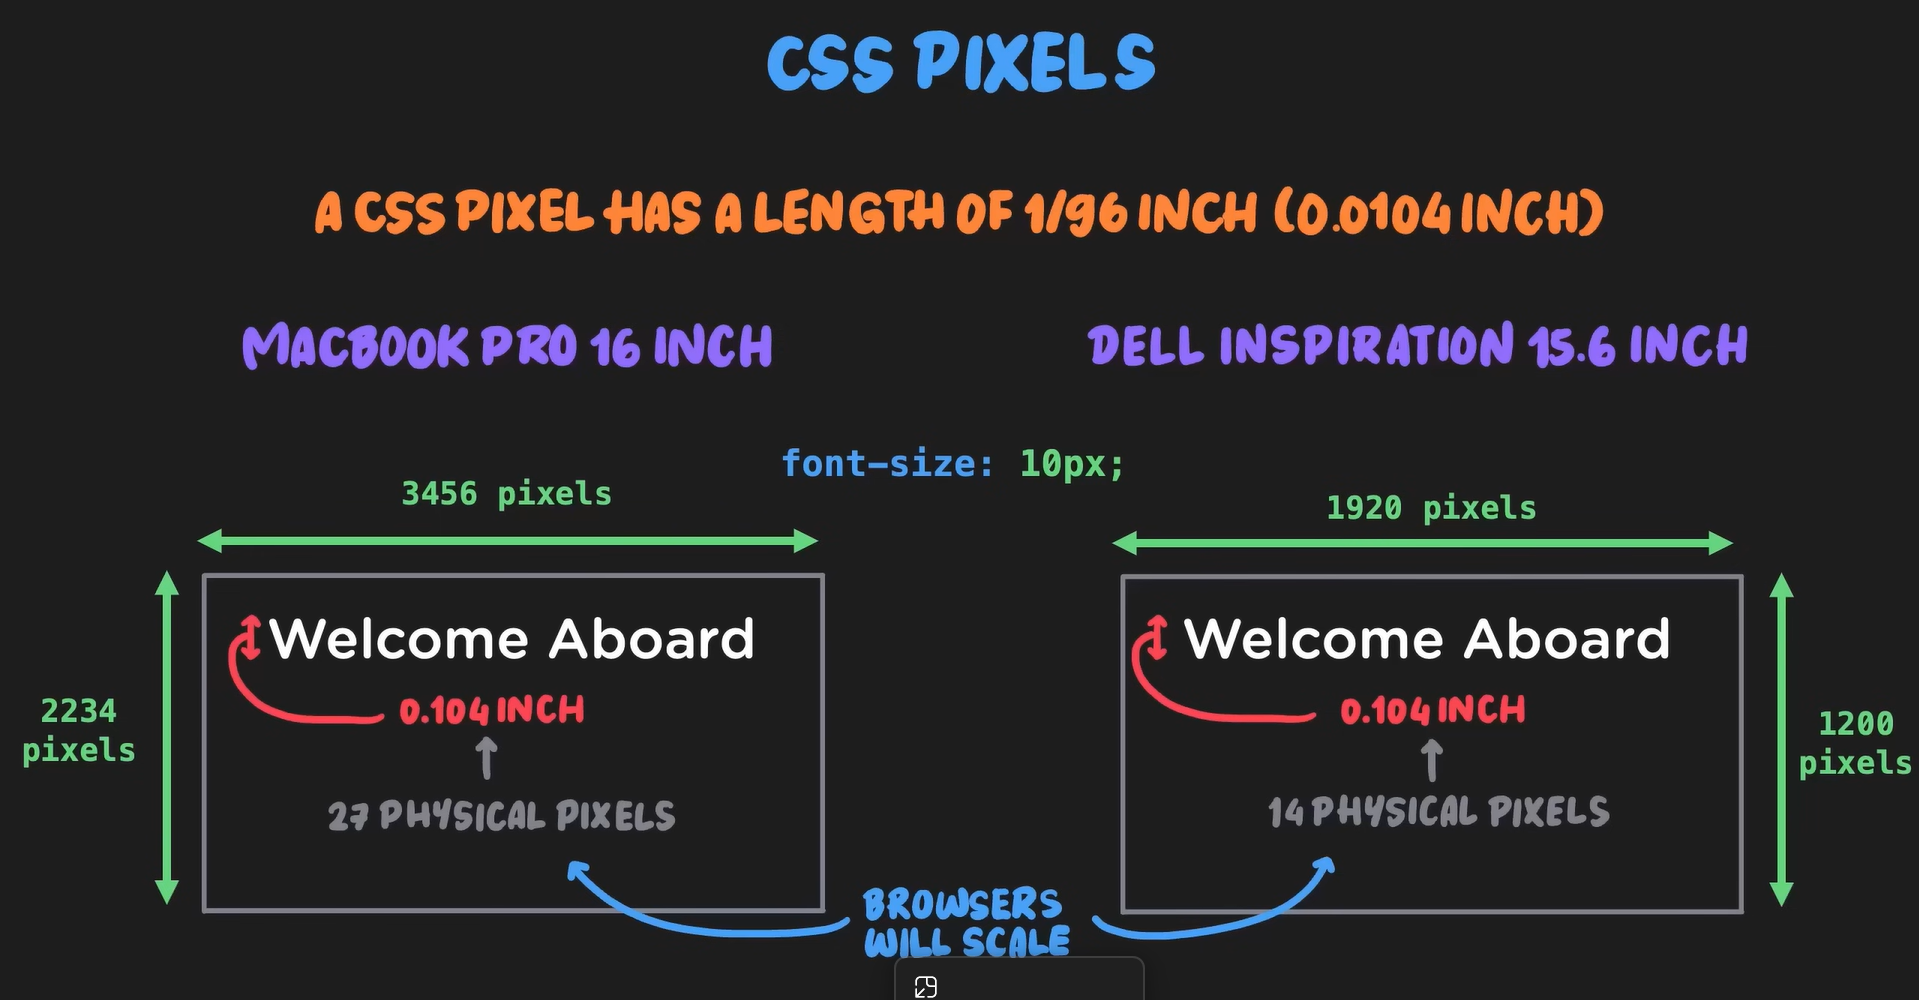 CSS PIXELS
A CSS PIXEL HAS A LENGTH OF 1/96 INCH (0.0104 INCH)
MACBOOK PRO 16 INCH
DELL INSPIRATION 15.6 INCH
font-size: 10px;
3456 pixels
1920 pixels
Welcome Aboard
Welcome Aboard
0.104 INCH
0.104 INCH
2234
pixels
1200
pixels
27 PHYSICAL PIXELS
14 PHYSICAL PIXELS
BROWSERS
WILL SCALE